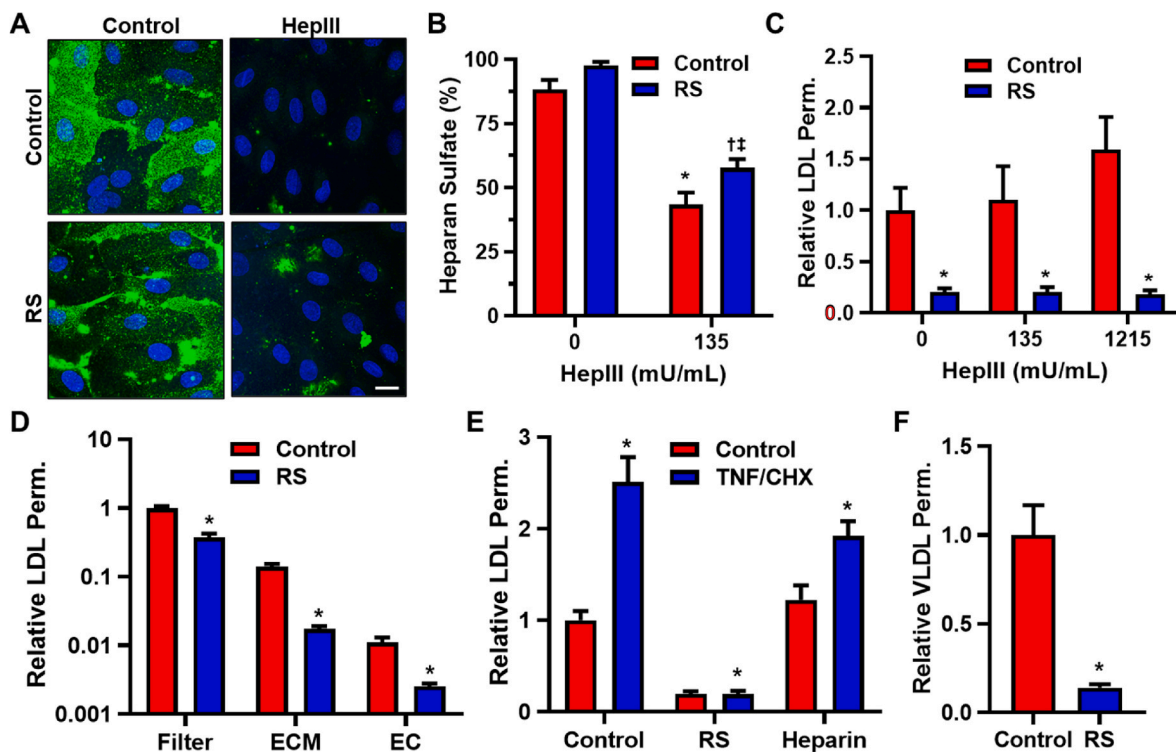 A
Control HepIII
Control
RS
B
Heparan Sulfate (%)
100
75
50
25
0
Control
RS
*
†‡
0 135
HepIII (mU/mL)
C
Relative LDL Perm.
2.5
2.0
1.5
1.0
0.5
0.0
Control
RS
* * *
0 135 1215
HepIII (mU/mL)
D
Relative LDL Perm.
10
1
0.1
0.01
0.001
Control
RS
*
*
*
Filter ECM EC
E
Relative LDL Perm.
3
2
1
0
Control
TNF/CHX
*
*
*
Control RS Heparin
F
Relative VLDL Perm.
1.5
1.0
0.5
0.0
*
Control RS